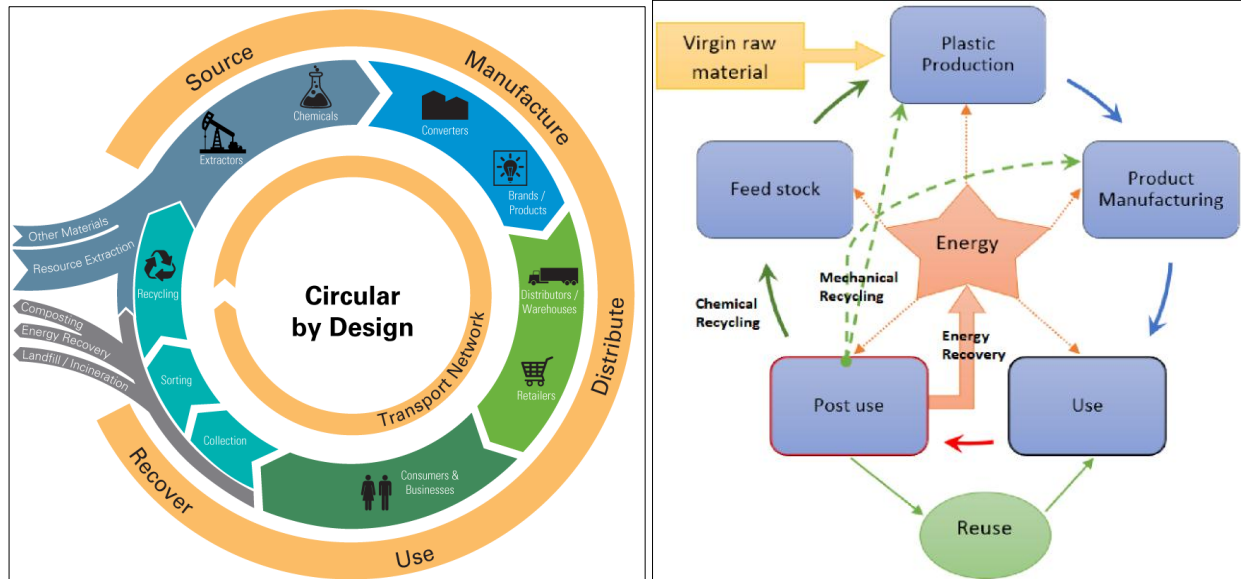 Source
Manufacture
Distribute
Use
Recover
Chemicals
Extractors
Converters
Brands /
Products
Distributors /
Warehouses
Retailers
Consumers &
Businesses
Collection
Sorting
Recycling
Other Materials
Resource Extraction
Composting
Energy Recovery
Landfill / Incineration
Circular
by Design
Transport Network
Virgin raw
material
Plastic
Production
Feed stock
Product
Manufacturing
Energy
Mechanical
Recycling
Chemical
Recycling
Energy
Recovery
Post use
Use
Reuse